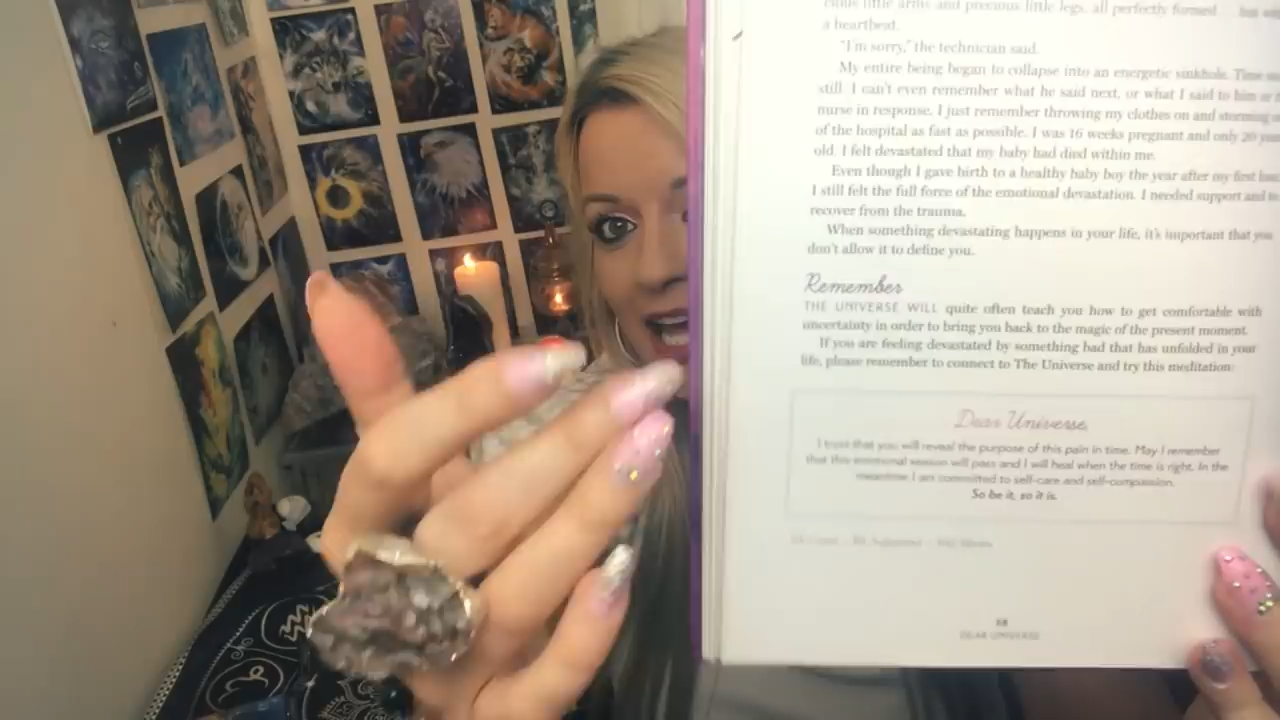 little arms and precious little legs, all perfectly formed
a heartbeat.
"I'm sorry," the technician said.
My entire being began to collapse into an energetic sinkhole. Time
still. I can't even remember what he said next, or what I said to him or
nurse in response. I just remember throwing my clothes on and storming
of the hospital as fast as possible. I was 16 weeks pregnant and only 20
old. I felt devastated that my baby had died within me.
Even though I gave birth to a healthy baby boy the year after my first
I still felt the full force of the emotional devastation. I needed support and
recover from the trauma.
When something devastating happens in your life, it's important that you
don't allow it to define you.
Remember
THE UNIVERSE WILL quite often teach you how to get comfortable with
uncertainty in order to bring you back to the magic of the present moment.
If you are feeling devastated by something bad that has unfolded in your
life, please remember to connect to The Universe and try this meditation:
Dear Universe,
I trust that you will reveal the purpose of this pain in time. May I remember
that this emotional season will pass and I will heal when the time is right. In the
meantime I am committed to self-care and self-compassion.
So be it, so it is.
DEAR UNIVERSE